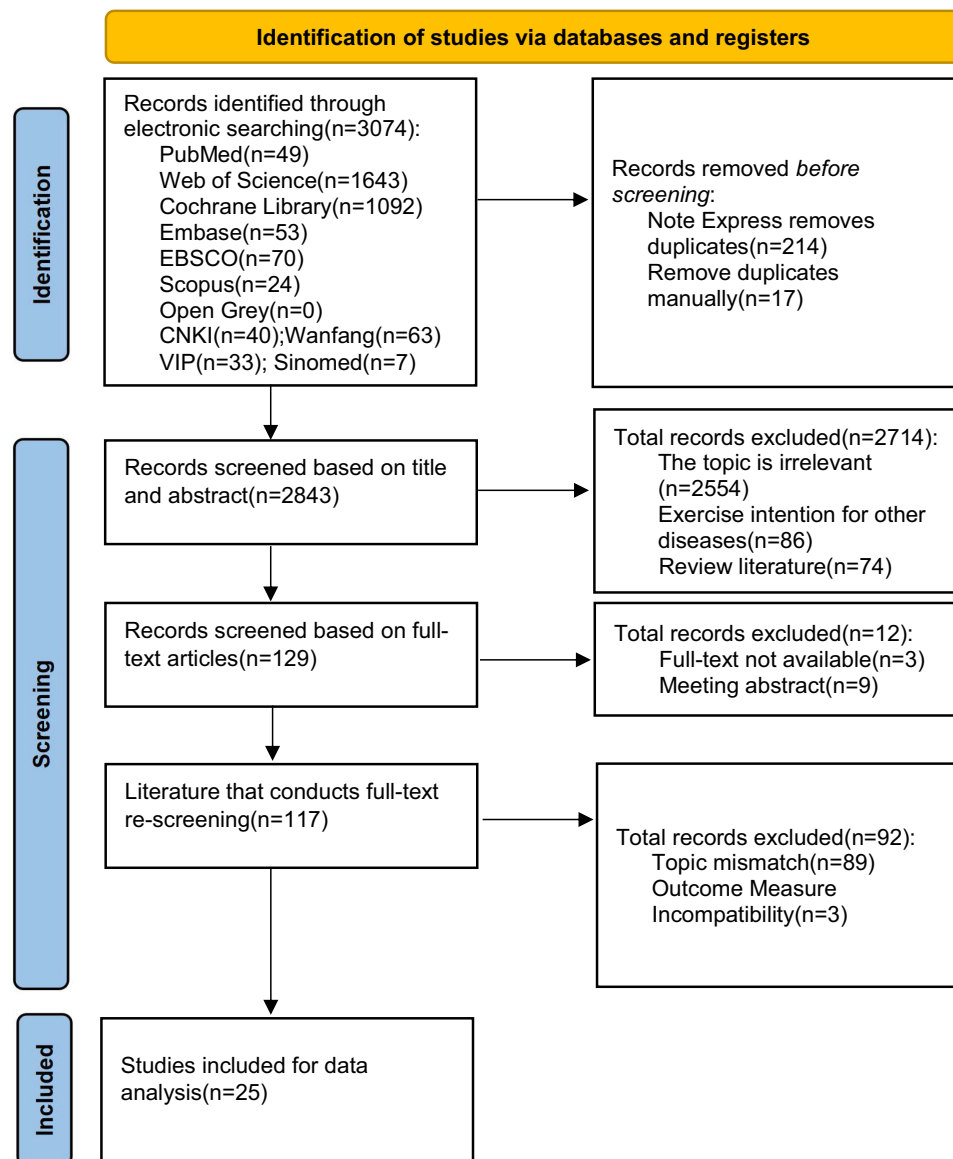 Identification of studies via databases and registers
Identification
Records identified through
electronic searching(n=3074):
PubMed(n=49)
Web of Science(n=1643)
Cochrane Library(n=1092)
Embase(n=53)
EBSCO(n=70)
Scopus(n=24)
Open Grey(n=0)
CNKI(n=40);Wanfang(n=63)
VIP(n=33); Sinomed(n=7)
Records removed before
screening:
Note Express removes
duplicates(n=214)
Remove duplicates
manually(n=17)
Screening
Records screened based on title
and abstract(n=2843)
Total records excluded(n=2714):
The topic is irrelevant
(n=2554)
Exercise intention for other
diseases(n=86)
Review literature(n=74)
Records screened based on full-
text articles(n=129)
Total records excluded(n=12):
Full-text not available(n=3)
Meeting abstract(n=9)
Literature that conducts full-text
re-screening(n=117)
Total records excluded(n=92):
Topic mismatch(n=89)
Outcome Measure
Incompatibility(n=3)
Included
Studies included for data
analysis(n=25)